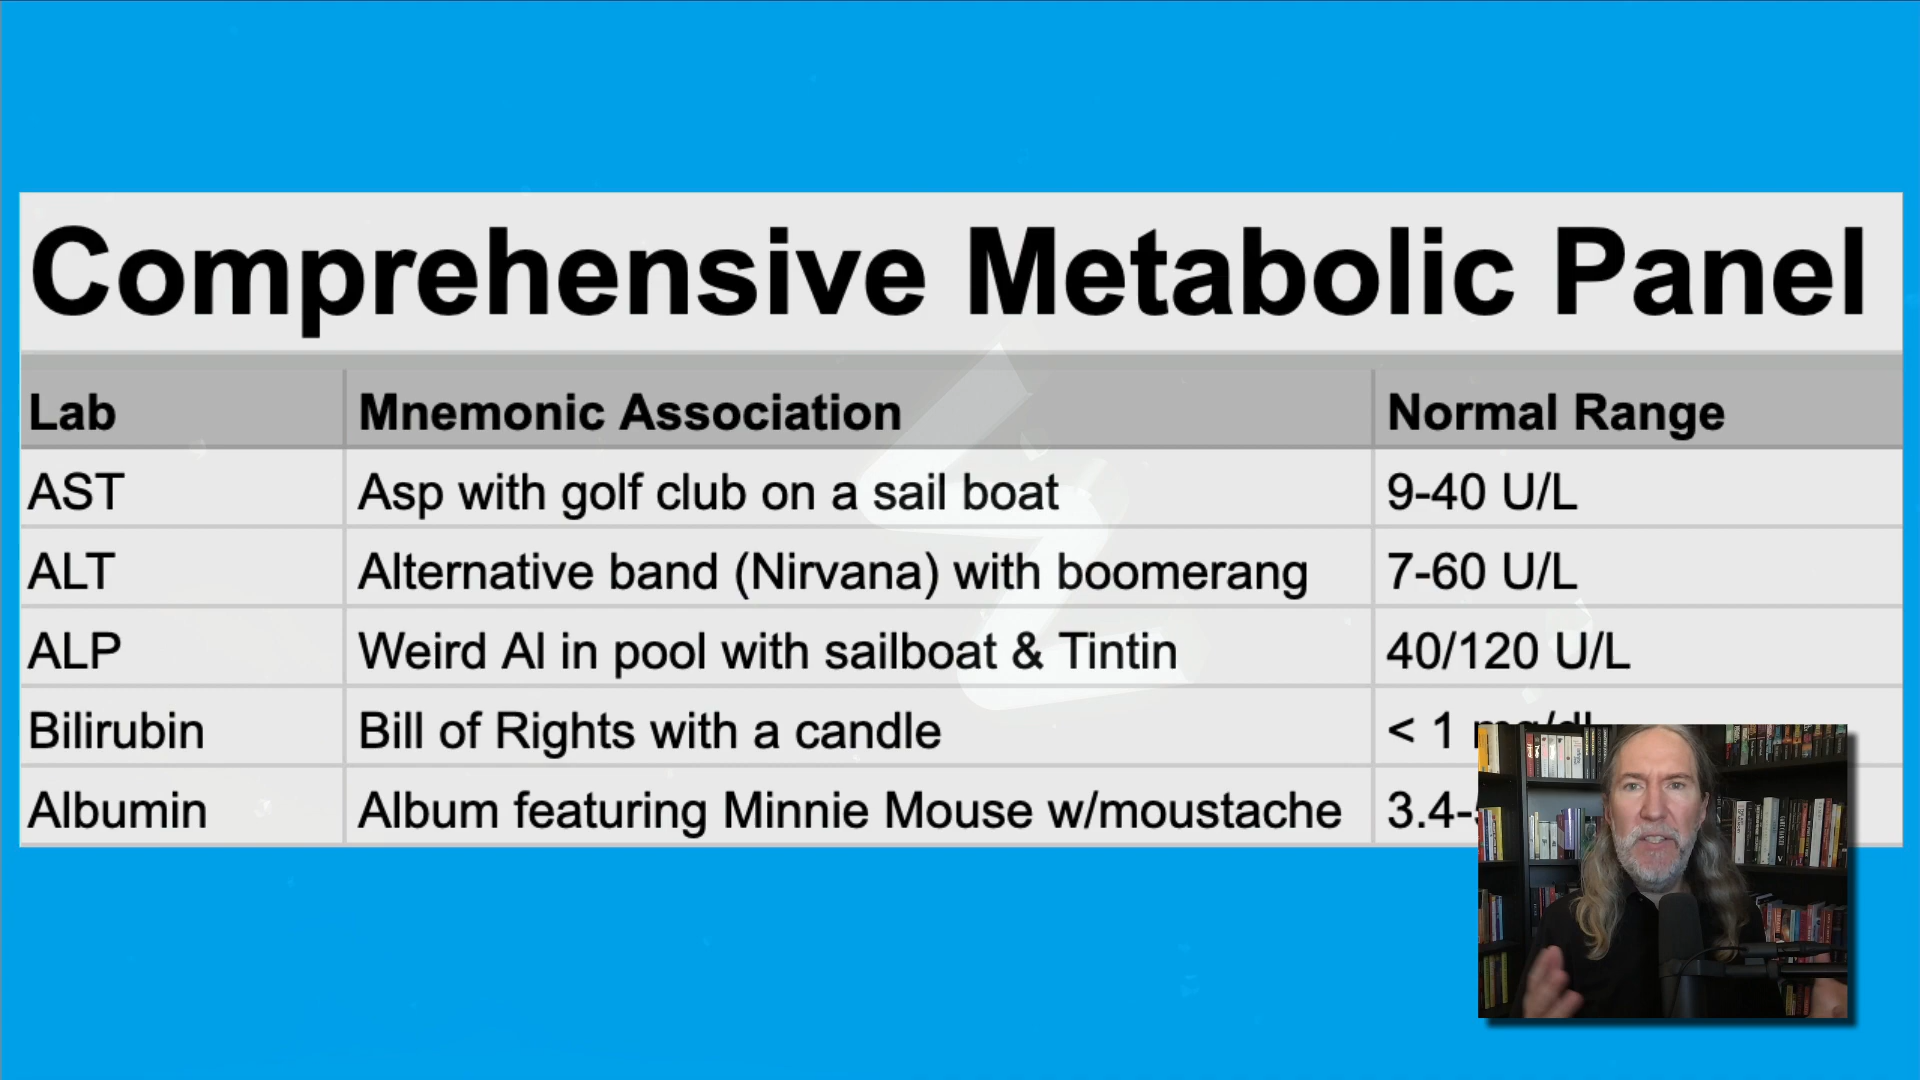 Comprehensive Metabolic Panel
Lab Mnemonic Association Normal Range
AST Asp with golf club on a sail boat 9-40 U/L
ALT Alternative band (Nirvana) with boomerang 7-60 U/L
ALP Weird Al in pool with sailboat & Tintin 40/120 U/L
Bilirubin Bill of Rights with a candle < 1 mg/dl
Albumin Album featuring Minnie Mouse w/moustache 3.4-